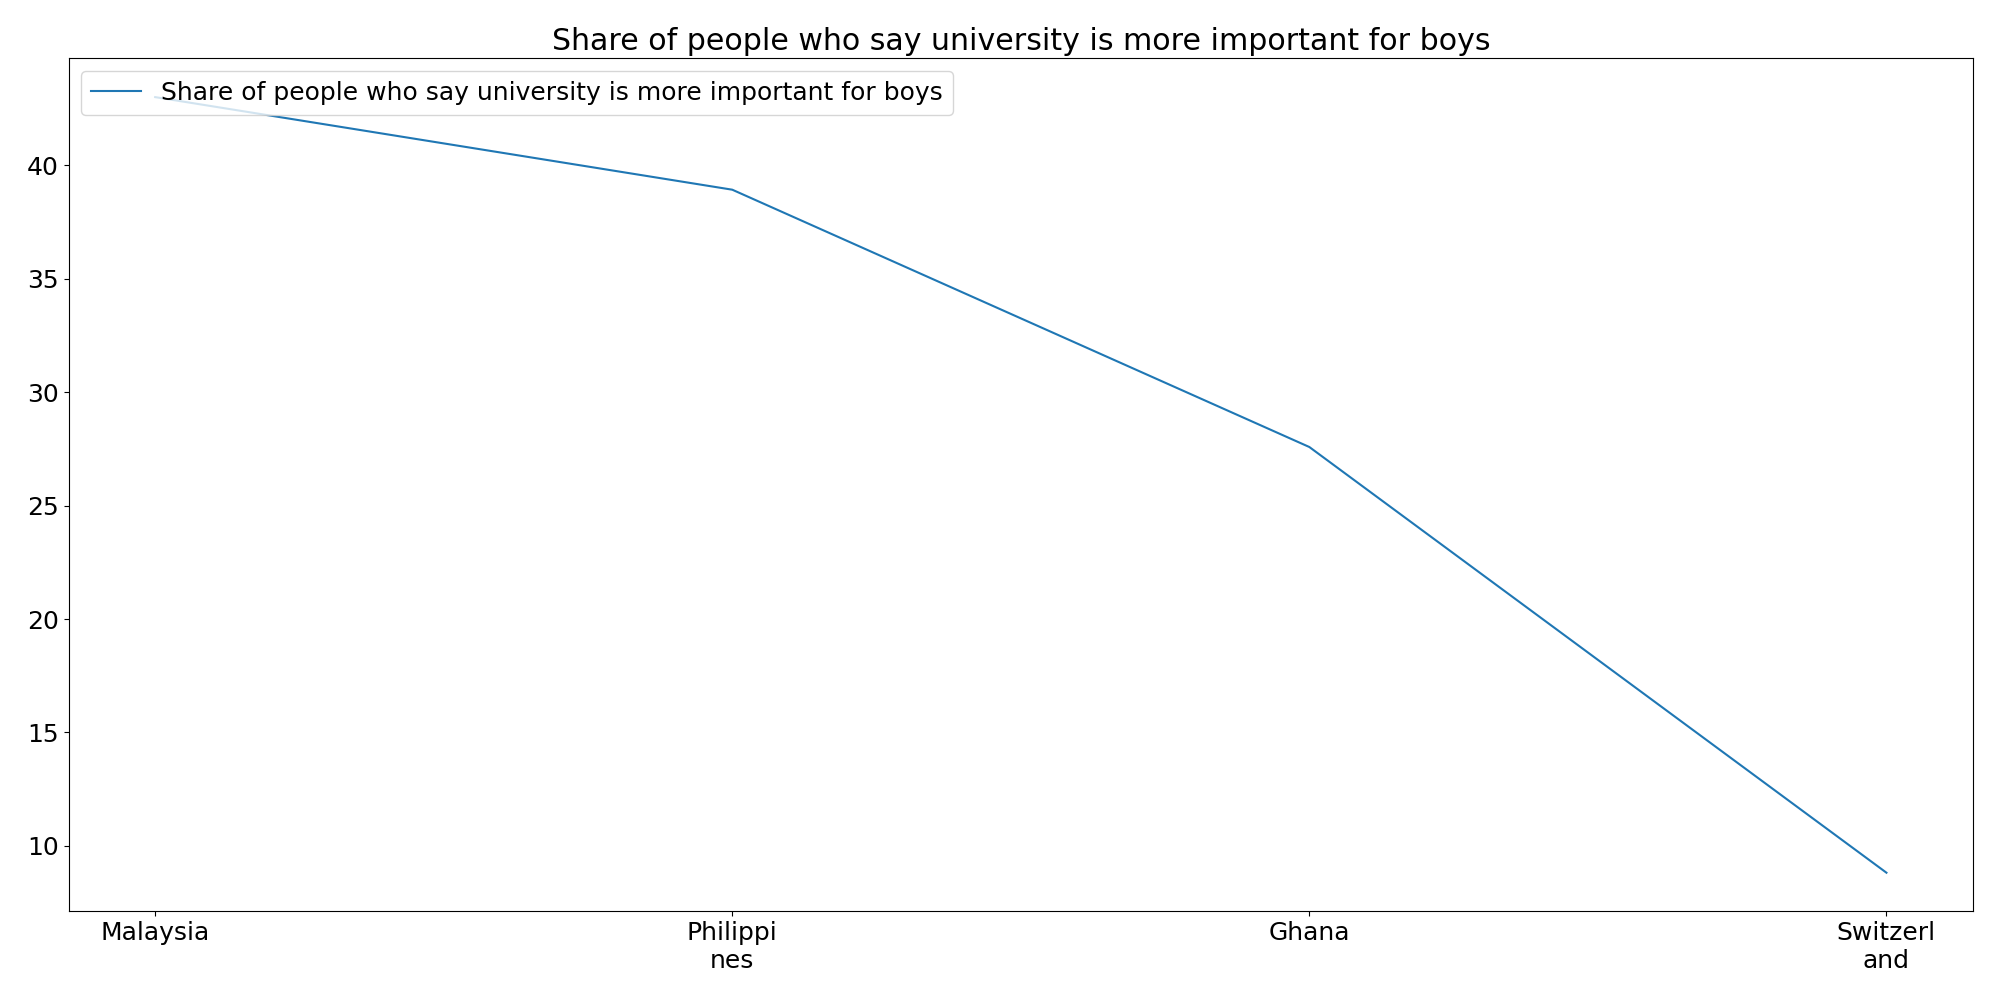 Share of people who say university is more important for boys
Share of people who say university is more important for boys
40
35
30
25
20
15
10
Malaysia
Philippi
nes
Ghana
Switzerl
and